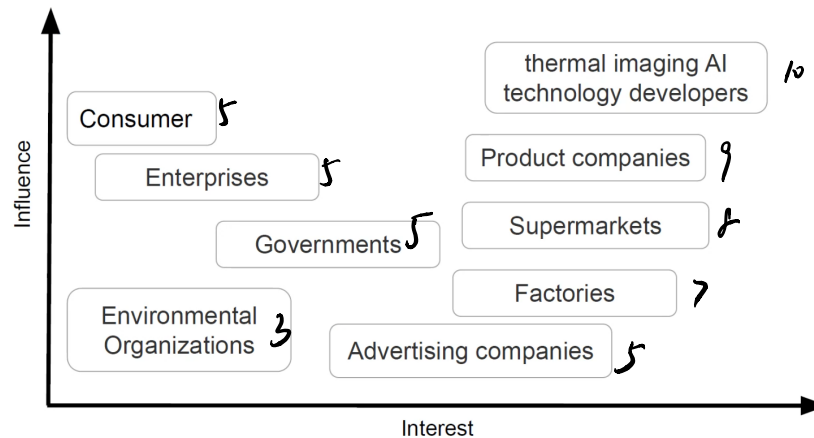 thermal imaging AI
technology developers 10
Consumer 5
Product companies 9
Enterprises 5
Supermarkets 8
Governments 5
Factories 7
Environmental
Organizations 3
Advertising companies 5
Influence
Interest